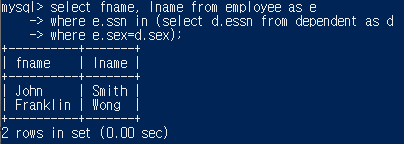 mysql> select fname, lname from employee as e
    -> where e.ssn in (select d.essn from dependent as d
    -> where e.sex=d.sex);
+----------+-------+
| fname    | lname |
+----------+-------+
| John     | Smith |
| Franklin | Wong  |
+----------+-------+
2 rows in set (0.00 sec)